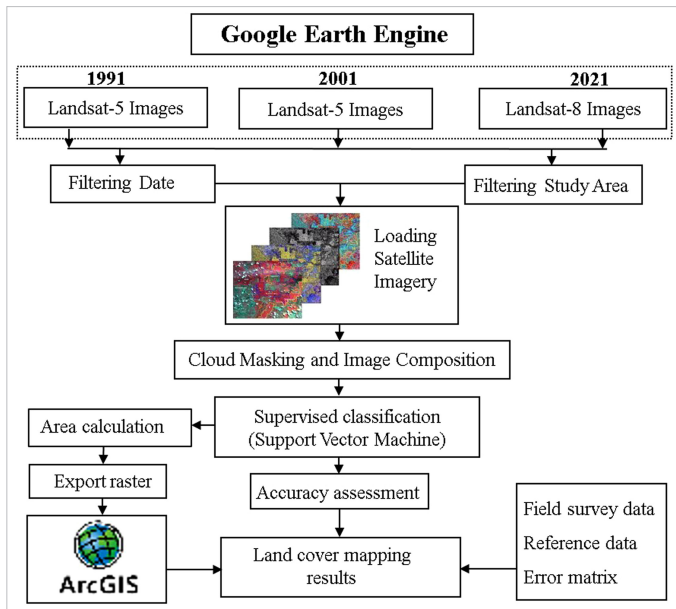 Google Earth Engine
1991
2001
2021
Landsat-5 Images
Landsat-5 Images
Landsat-8 Images
Filtering Date
Filtering Study Area
Loading
Satellite
Imagery
Cloud Masking and Image Composition
Supervised classification
(Support Vector Machine)
Area calculation
Export raster
Accuracy assessment
Field survey data
Reference data
Error matrix
ArcGIS
Land cover mapping
results